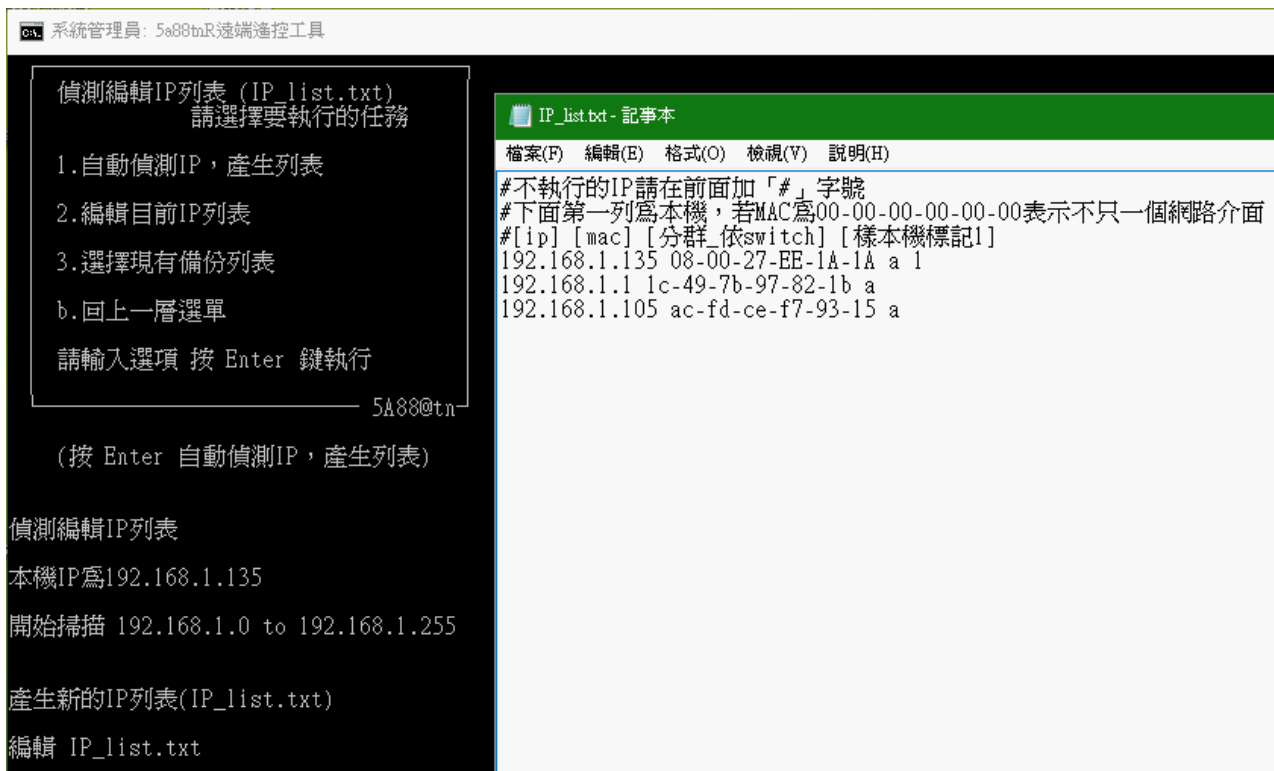 系統管理員: 5a88tnR遠端遙控工具
偵測編輯IP列表 (IP_list.txt)
請選擇要執行的任務
1.自動偵測IP，產生列表
2.編輯目前IP列表
3.選擇現有備份列表
b.回上一層選單
請輸入選項 按 Enter 鍵執行
5A88@tn
(按 Enter 自動偵測IP，產生列表)
偵測編輯IP列表
本機IP為192.168.1.135
開始掃描 192.168.1.0 to 192.168.1.255
產生新的IP列表(IP_list.txt)
編輯 IP_list.txt
IP_list.txt - 記事本
檔案(F) 編輯(E) 格式(O) 檢視(V) 說明(H)
#不執行的IP請在前面加「#」字號
#下面第一列為本機，若MAC為00-00-00-00-00-00表示不只一個網路介面
#[ip] [mac] [分群_依switch] [樣本機標記1]
192.168.1.135 08-00-27-EE-1A-1A a 1
192.168.1.1 1c-49-7b-97-82-1b a
192.168.1.105 ac-fd-ce-f7-93-15 a